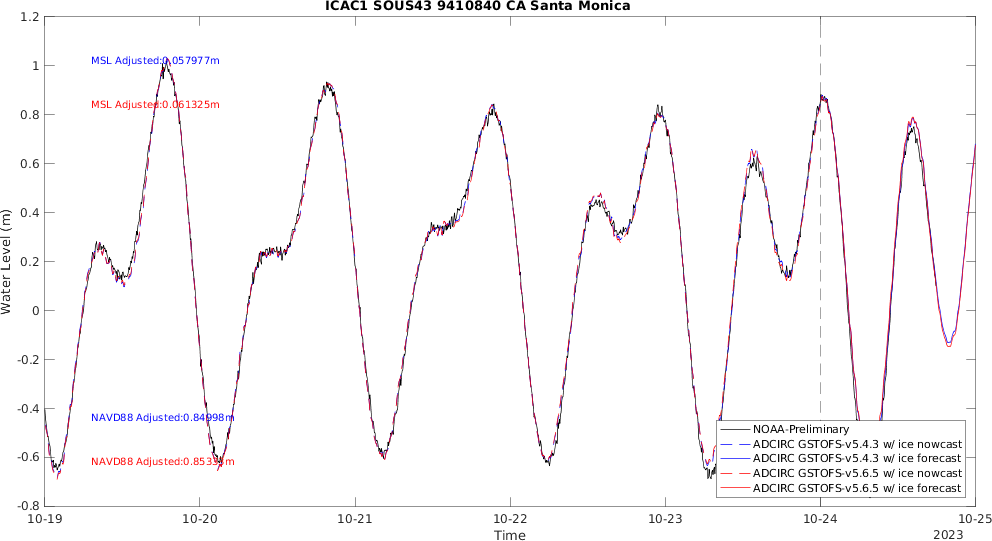 ICAC1 SOUS43 9410840 CA Santa Monica
1.2
1
0.8
0.6
0.4
0.2
0
-0.2
-0.4
-0.6
-0.8
Water Level (m)
MSL Adjusted:0.057977m
MSL Adjusted:0.061325m
NAVD88 Adjusted:0.84998m
NOAA-Preliminary
ADCIRC GSTOFS-v5.4.3 w/ ice nowcast
ADCIRC GSTOFS-v5.4.3 w/ ice forecast
ADCIRC GSTOFS-v5.6.5 w/ ice nowcast
ADCIRC GSTOFS-v5.6.5 w/ ice forecast
NAVD88 Adjusted:
10-19 10-20 10-21 10-22 10-23 10-24 10-25
Time
2023